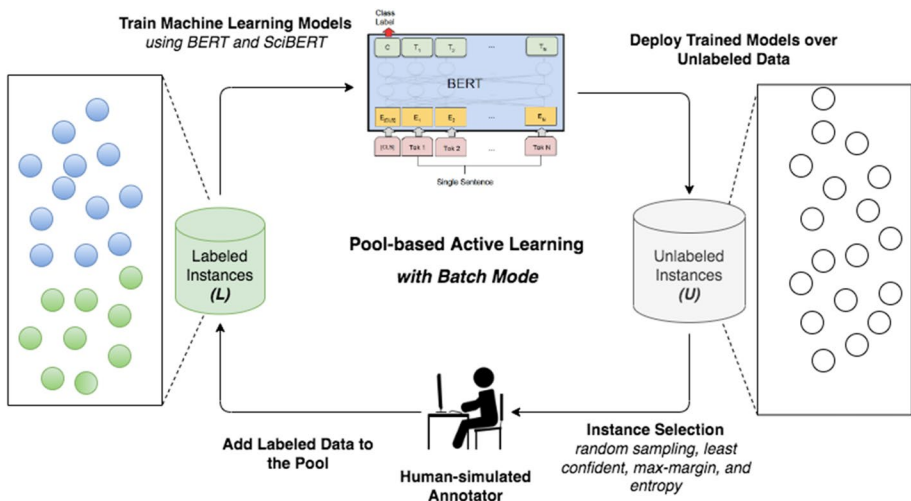 Train Machine Learning Models
using BERT and SciBERT
Class
Label
C T₁ T₂ ... Tₙ
BERT
E[CLS] E₁ E₂ ... Eₙ
[CLS] Tok 1 Tok 2 ... Tok N
Single Sentence
Deploy Trained Models over
Unlabeled Data
Labeled
Instances
(L)
Pool-based Active Learning
with Batch Mode
Unlabeled
Instances
(U)
Add Labeled Data to
the Pool
Human-simulated
Annotator
Instance Selection
random sampling, least
confident, max-margin, and
entropy